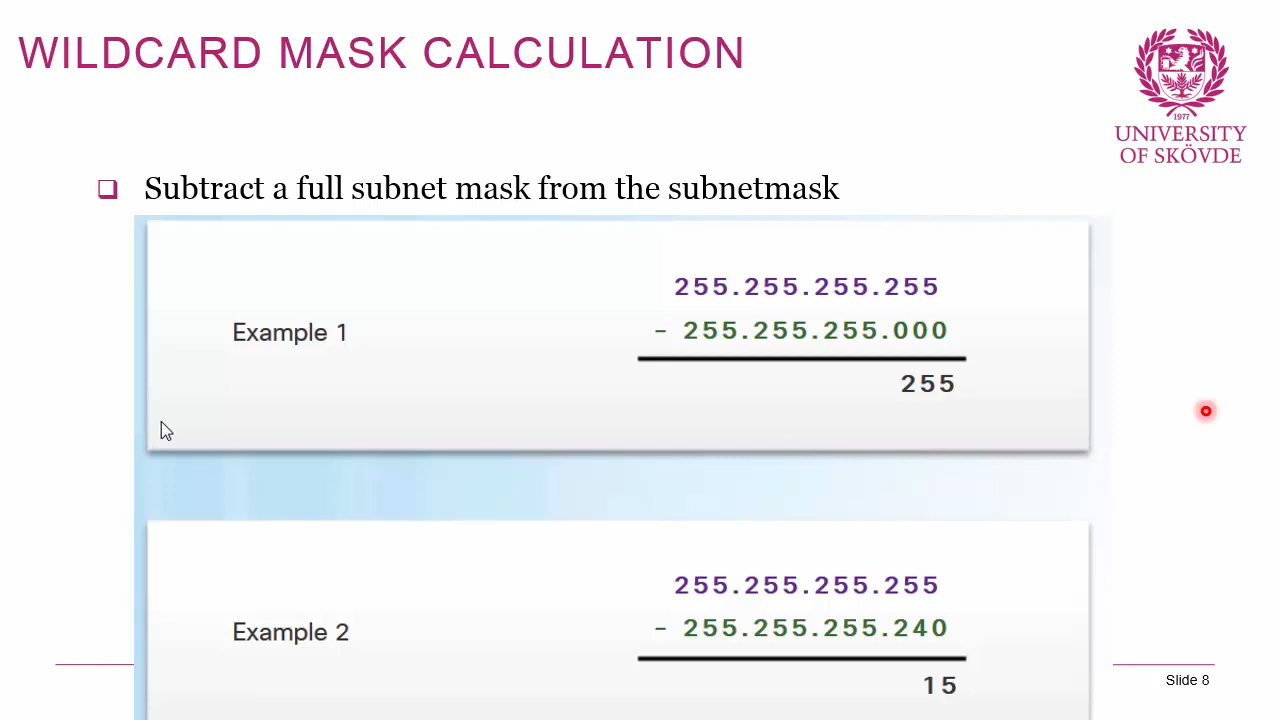 WILDCARD MASK CALCULATION
1977
UNIVERSITY
OF SKÖVDE
Subtract a full subnet mask from the subnetmask
255.255.255.255
Example 1
- 255.255.255.000
255
255.255.255.255
Example 2
- 255.255.255.240
15
Slide 8